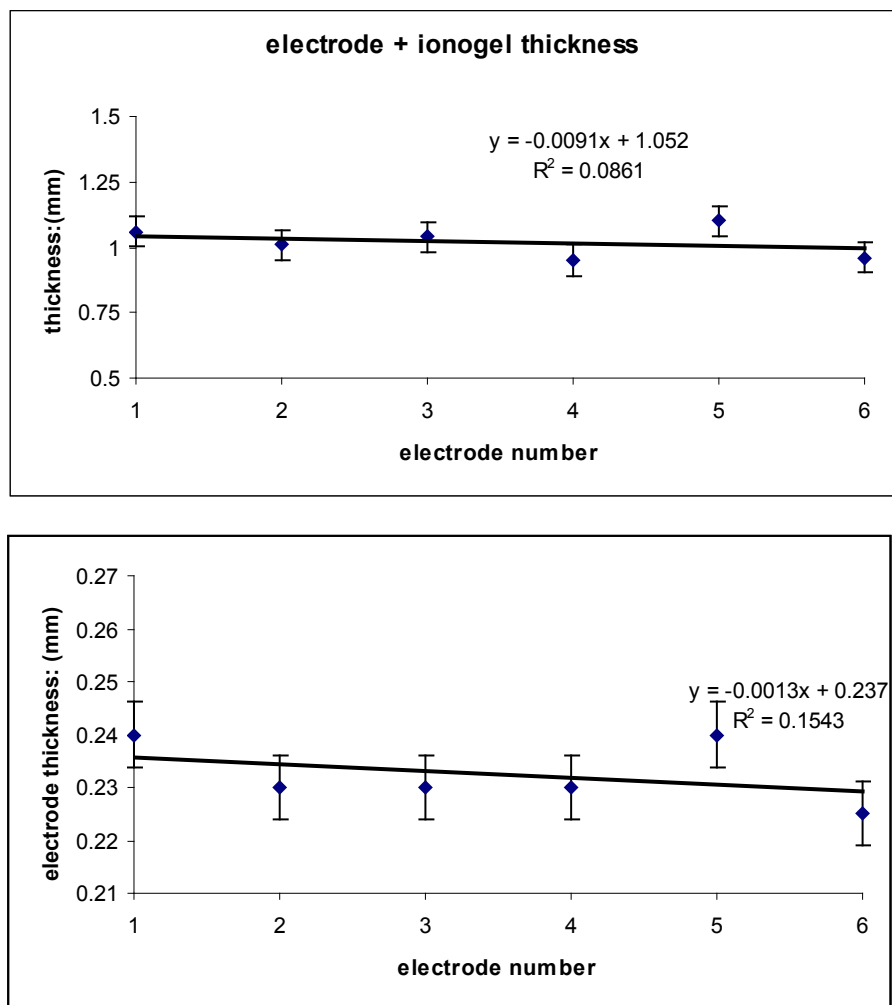 electrode + ionogel thickness
y = -0.0091x + 1.052
R² = 0.0861
thickness:(mm)
1.5
1.25
1
0.75
0.5
1 2 3 4 5 6
electrode number
electrode thickness: (mm)
0.27
0.26
0.25
0.24
0.23
0.22
0.21
y = -0.0013x + 0.237
R² = 0.1543
1 2 3 4 5 6
electrode number